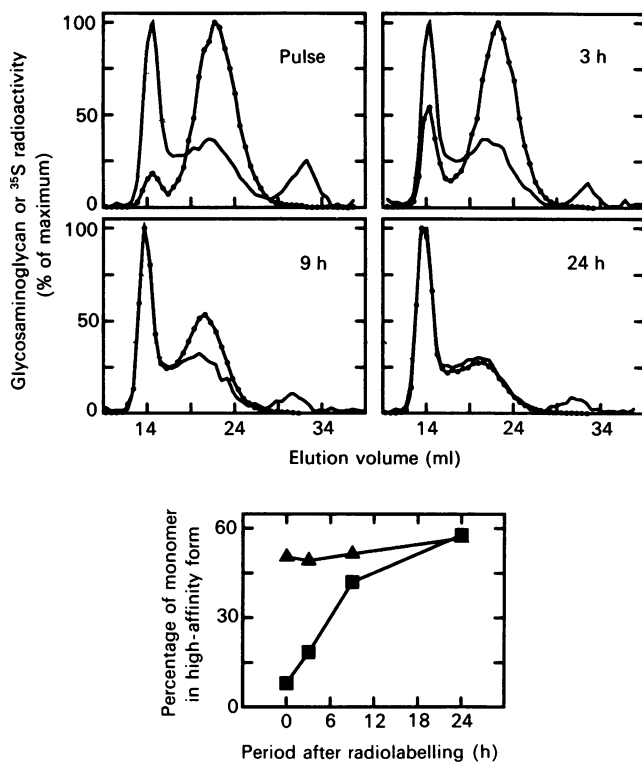 Glycosaminoglycan or ³⁵S radioactivity
(% of maximum)
100
50
0
Pulse
3 h
100
50
0
9 h
24 h
14
24
34
14
24
34
Elution volume (ml)
Percentage of monomer
in high-affinity form
60
30
0
0
6
12
18
24
Period after radiolabelling (h)